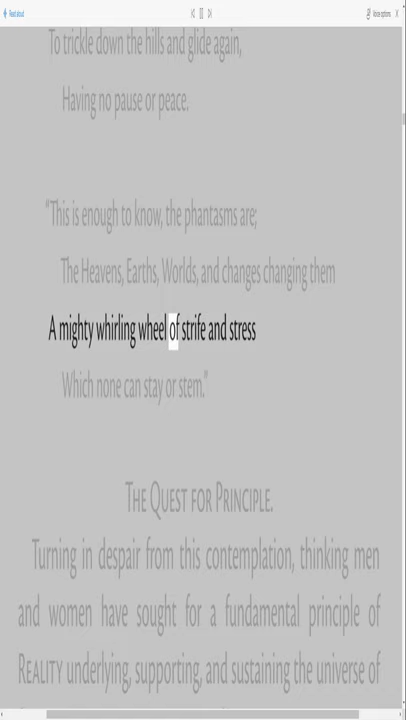 Read aloud
Voice options
To trickle down the hills and glide again,
Having no pause or peace.
"This is enough to know, the phantasms are;
The Heavens, Earths, Worlds, and changes changing them
A mighty whirling wheel of strife and stress
Which none can stay or stem."
The Quest for Principle.
Turning in despair from this contemplation, thinking men
and women have sought for a fundamental principle of
Reality underlying, supporting, and sustaining the universe of